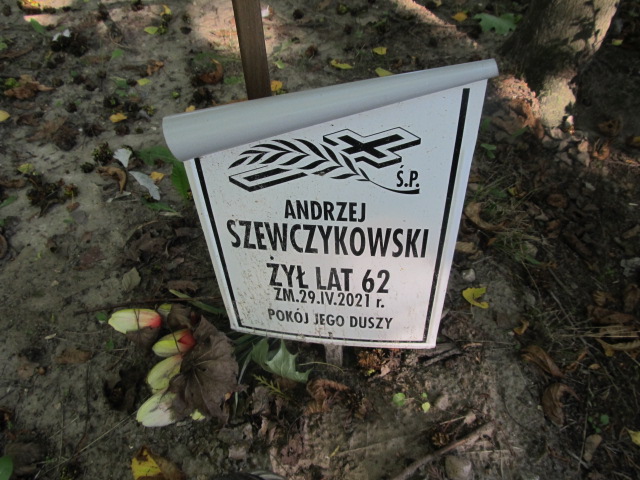 Ś.P.
ANDRZEJ
SZEWCZYKOWSKI
ŻYŁ LAT 62
ZM.29.IV.2021 r.
POKÓJ JEGO DUSZY